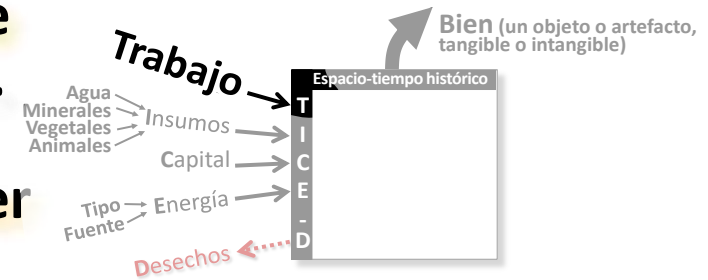 e
.
er
Bien (un objeto o artefacto,
tangible o intangible)
Trabajo
Espacio-tiempo histórico
Agua
Minerales
Vegetales
Animales
Insumos
Capital
Tipo
Fuente
Energía
Desechos
T
I
C
E
-
D